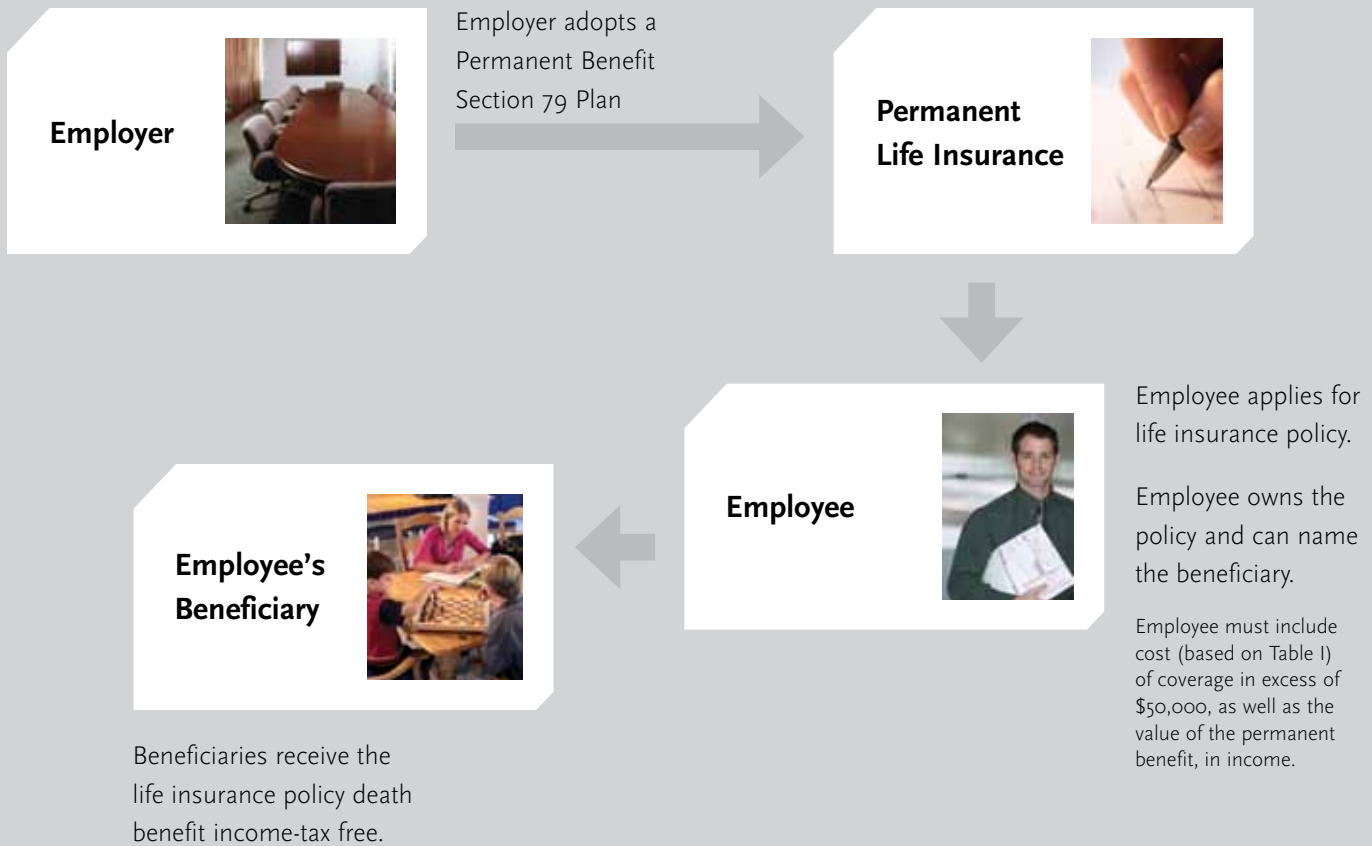 Employer
Employer adopts a
Permanent Benefit
Section 79 Plan
Permanent
Life Insurance
Employee
Employee applies for
life insurance policy.
Employee owns the
policy and can name
the beneficiary.
Employee must include
cost (based on Table I)
of coverage in excess of
$50,000, as well as the
value of the permanent
benefit, in income.
Employee’s
Beneficiary
Beneficiaries receive the
life insurance policy death
benefit income-tax free.